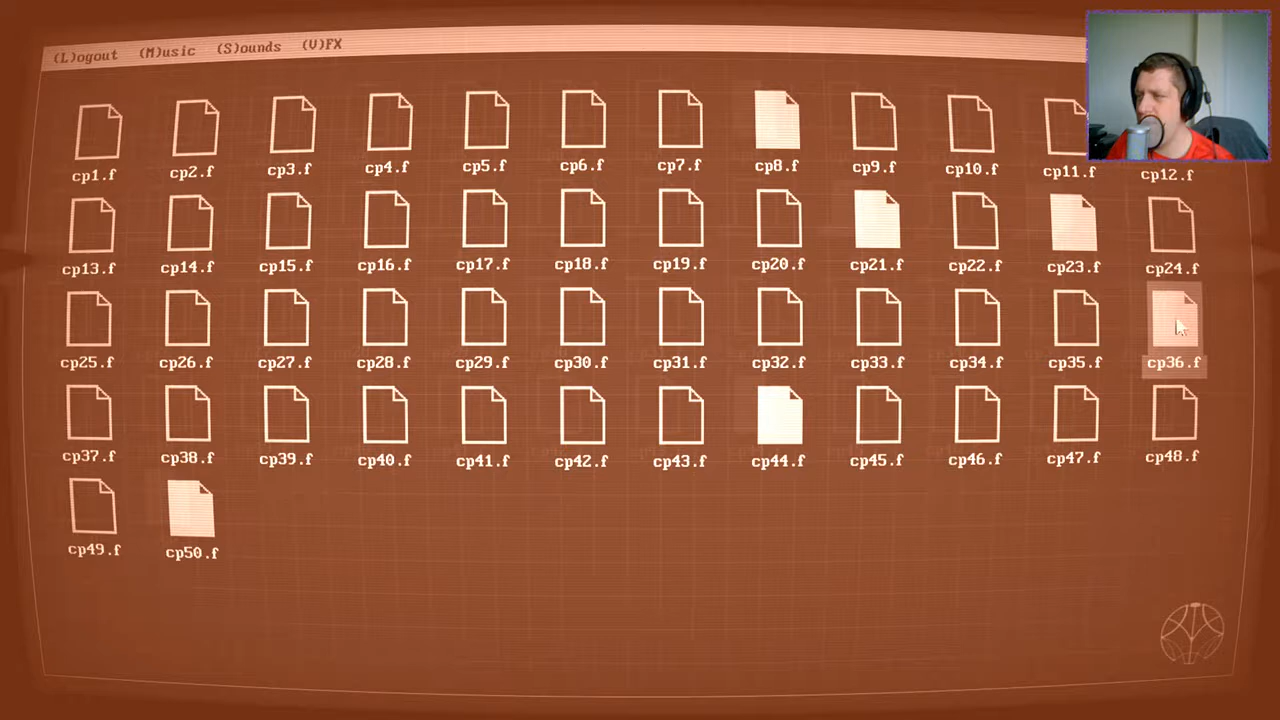 (L)ogout (M)usic (S)ounds (V)FX
cp1.f cp2.f cp3.f cp4.f cp5.f cp6.f cp7.f cp8.f cp9.f cp10.f cp11.f cp12.f
cp13.f cp14.f cp15.f cp16.f cp17.f cp18.f cp19.f cp20.f cp21.f cp22.f cp23.f cp24.f
cp25.f cp26.f cp27.f cp28.f cp29.f cp30.f cp31.f cp32.f cp33.f cp34.f cp35.f cp36.f
cp37.f cp38.f cp39.f cp40.f cp41.f cp42.f cp43.f cp44.f cp45.f cp46.f cp47.f cp48.f
cp49.f cp50.f